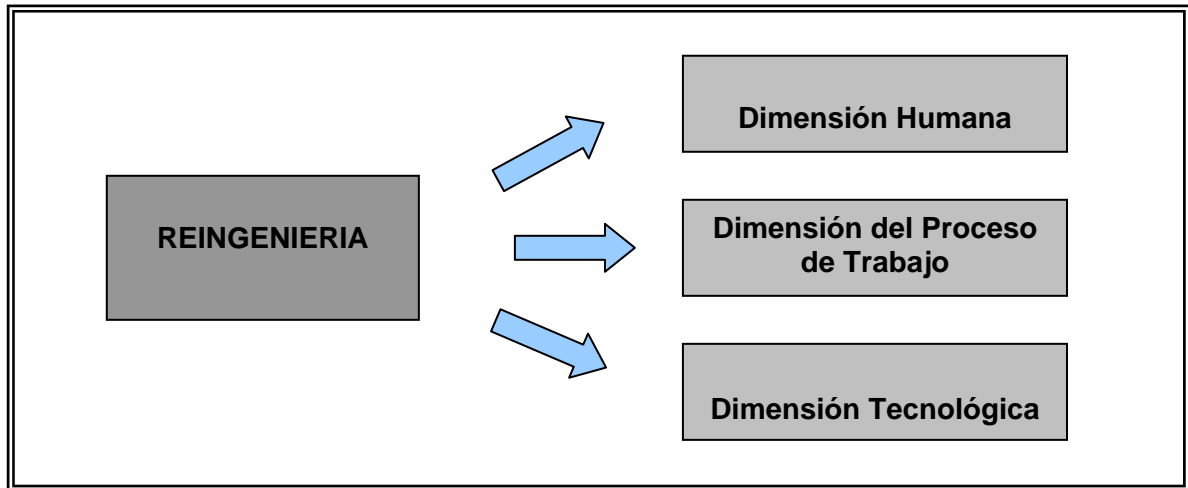 REINGENIERIA
Dimensión Humana
Dimensión del Proceso
de Trabajo
Dimensión Tecnológica